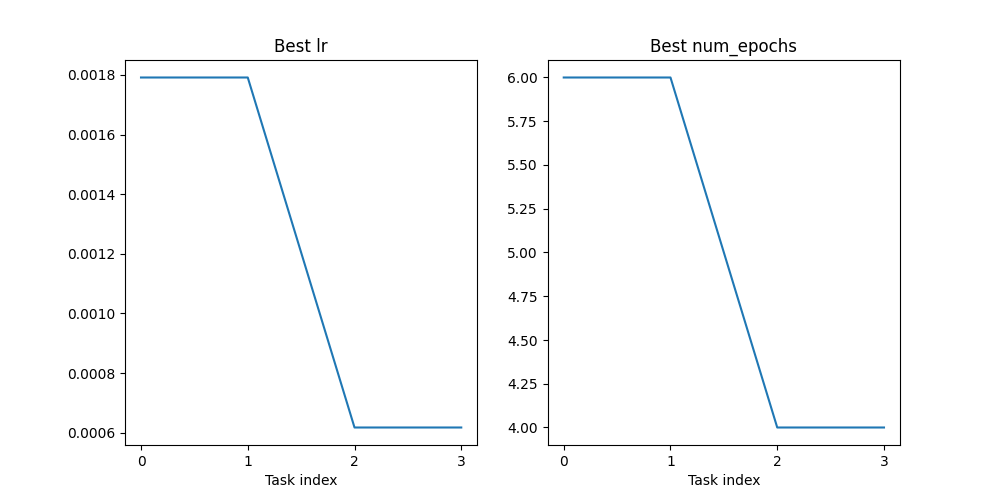 Best lr
0.0018
0.0016
0.0014
0.0012
0.0010
0.0008
0.0006
0 1 2 3
Task index
Best num_epochs
6.00
5.75
5.50
5.25
5.00
4.75
4.50
4.25
4.00
0 1 2 3
Task index